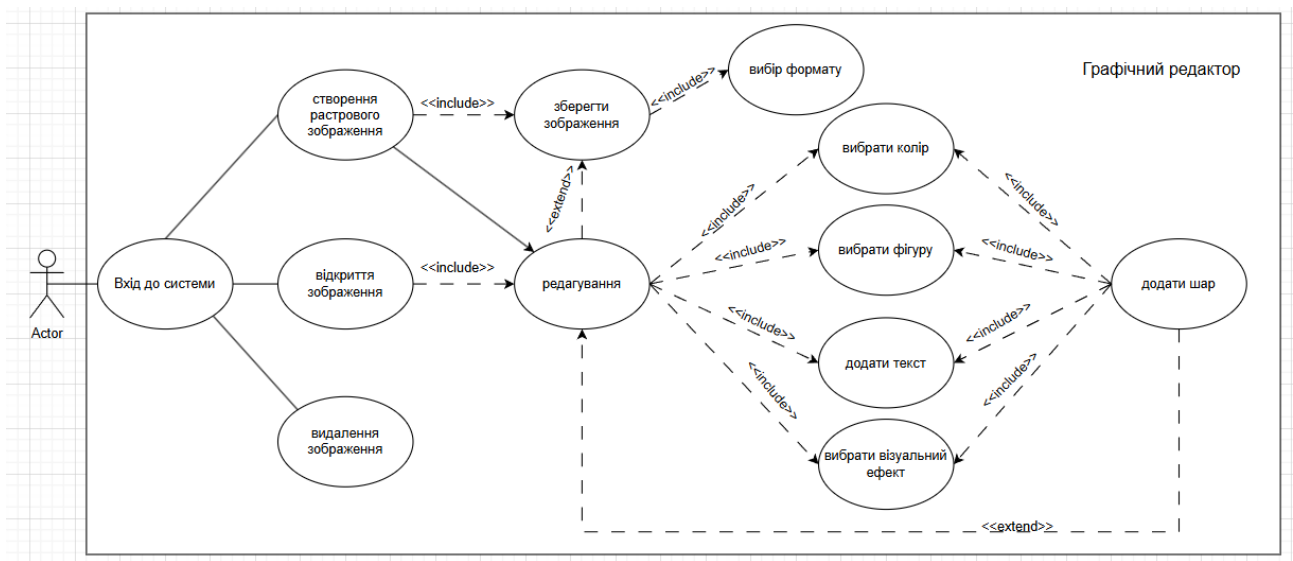 Графічний редактор
створення
растрового
зображення
<<include>>
зберегти
зображення
<<include>>
вибір формату
<<extend>>
вибрати колір
<<include>>
<<include>>
Actor
Вхід до системи
відкриття
зображення
<<include>>
редагування
<<include>>
вибрати фігуру
<<include>>
додати шар
<<include>>
додати текст
<<include>>
<<include>>
вибрати візуальний
ефект
<<include>>
видалення
зображення
<<extend>>